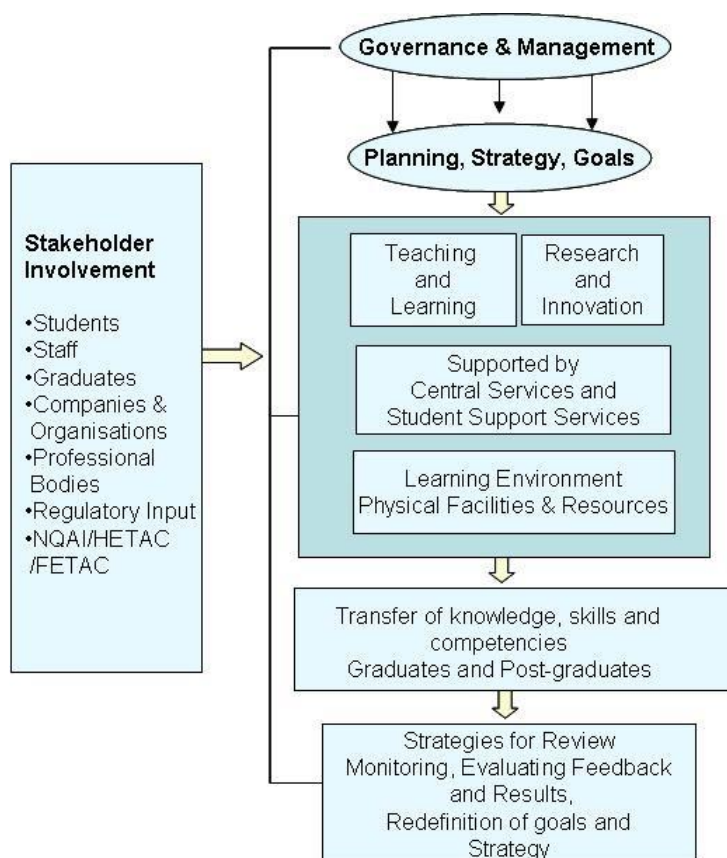 Governance & Management
Planning, Strategy, Goals
Stakeholder
Involvement
•Students
•Staff
•Graduates
•Companies &
Organisations
•Professional
Bodies
•Regulatory Input
•NQAI/HETAC
/FETAC
Teaching
and
Learning
Research
and
Innovation
Supported by
Central Services and
Student Support Services
Learning Environment
Physical Facilities & Resources
Transfer of knowledge, skills and
competencies
Graduates and Post-graduates
Strategies for Review
Monitoring, Evaluating Feedback
and Results,
Redefinition of goals and
Strategy